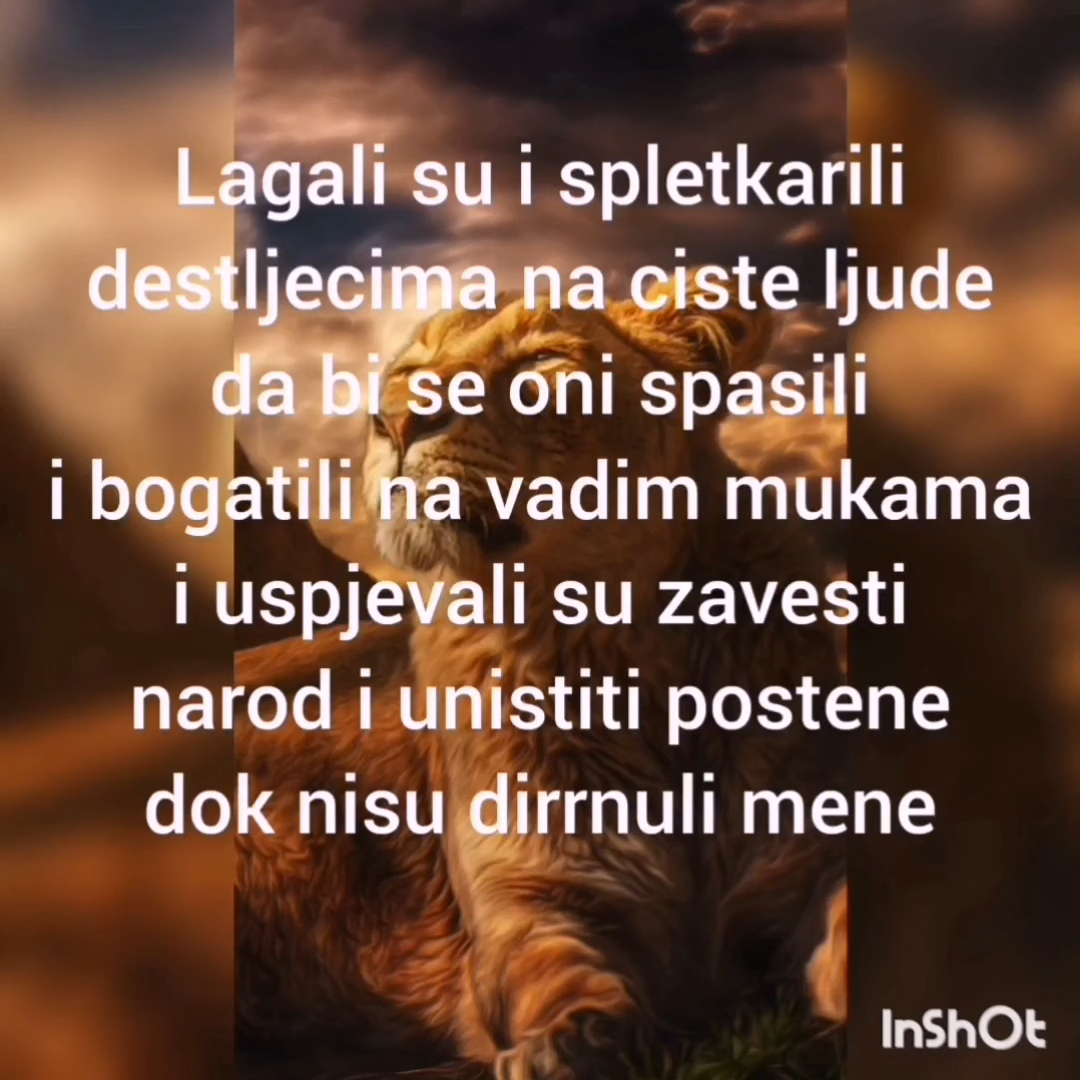 Lagali su i spletkarili
destljecima na ciste ljude
da bi se oni spasili
i bogatili na vadim mukama
i uspjevali su zavesti
narod i unistiti postene
dok nisu dirrnuli mene
InShOt